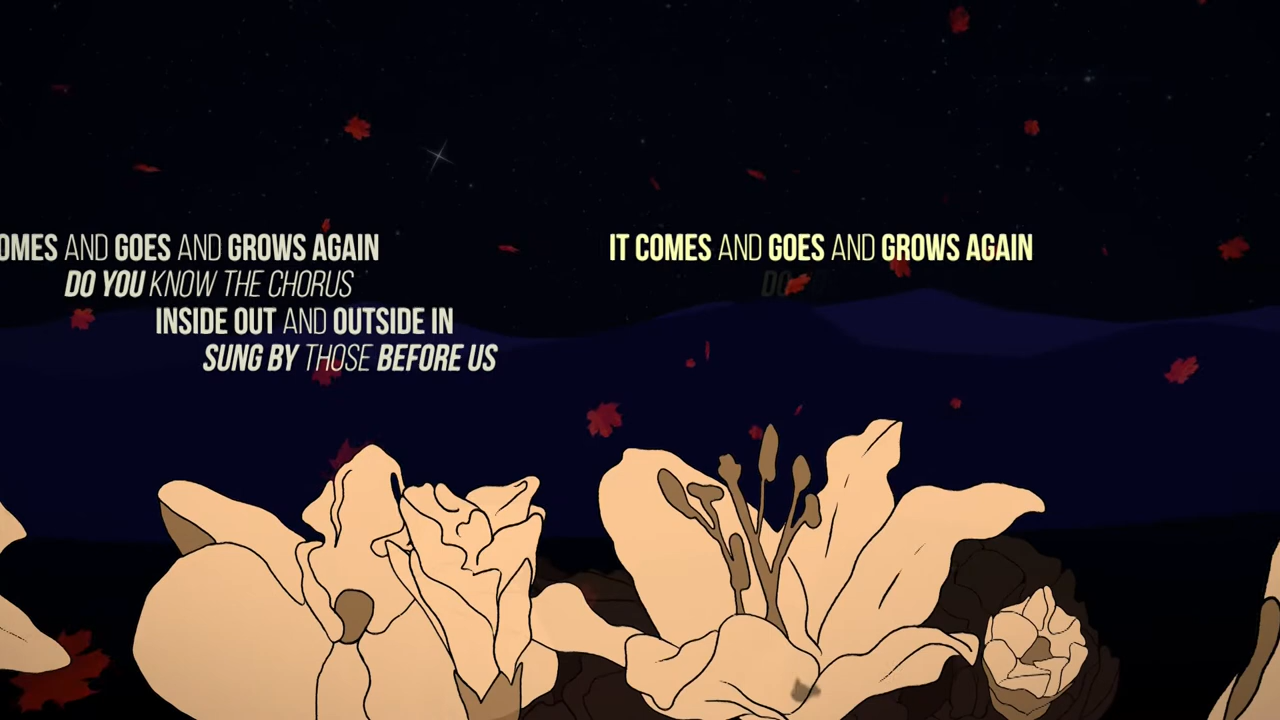 OMES AND GOES AND GROWS AGAIN
DO YOU KNOW THE CHORUS
INSIDE OUT AND OUTSIDE IN
SUNG BY THOSE BEFORE US
IT COMES AND GOES AND GROWS AGAIN
DO